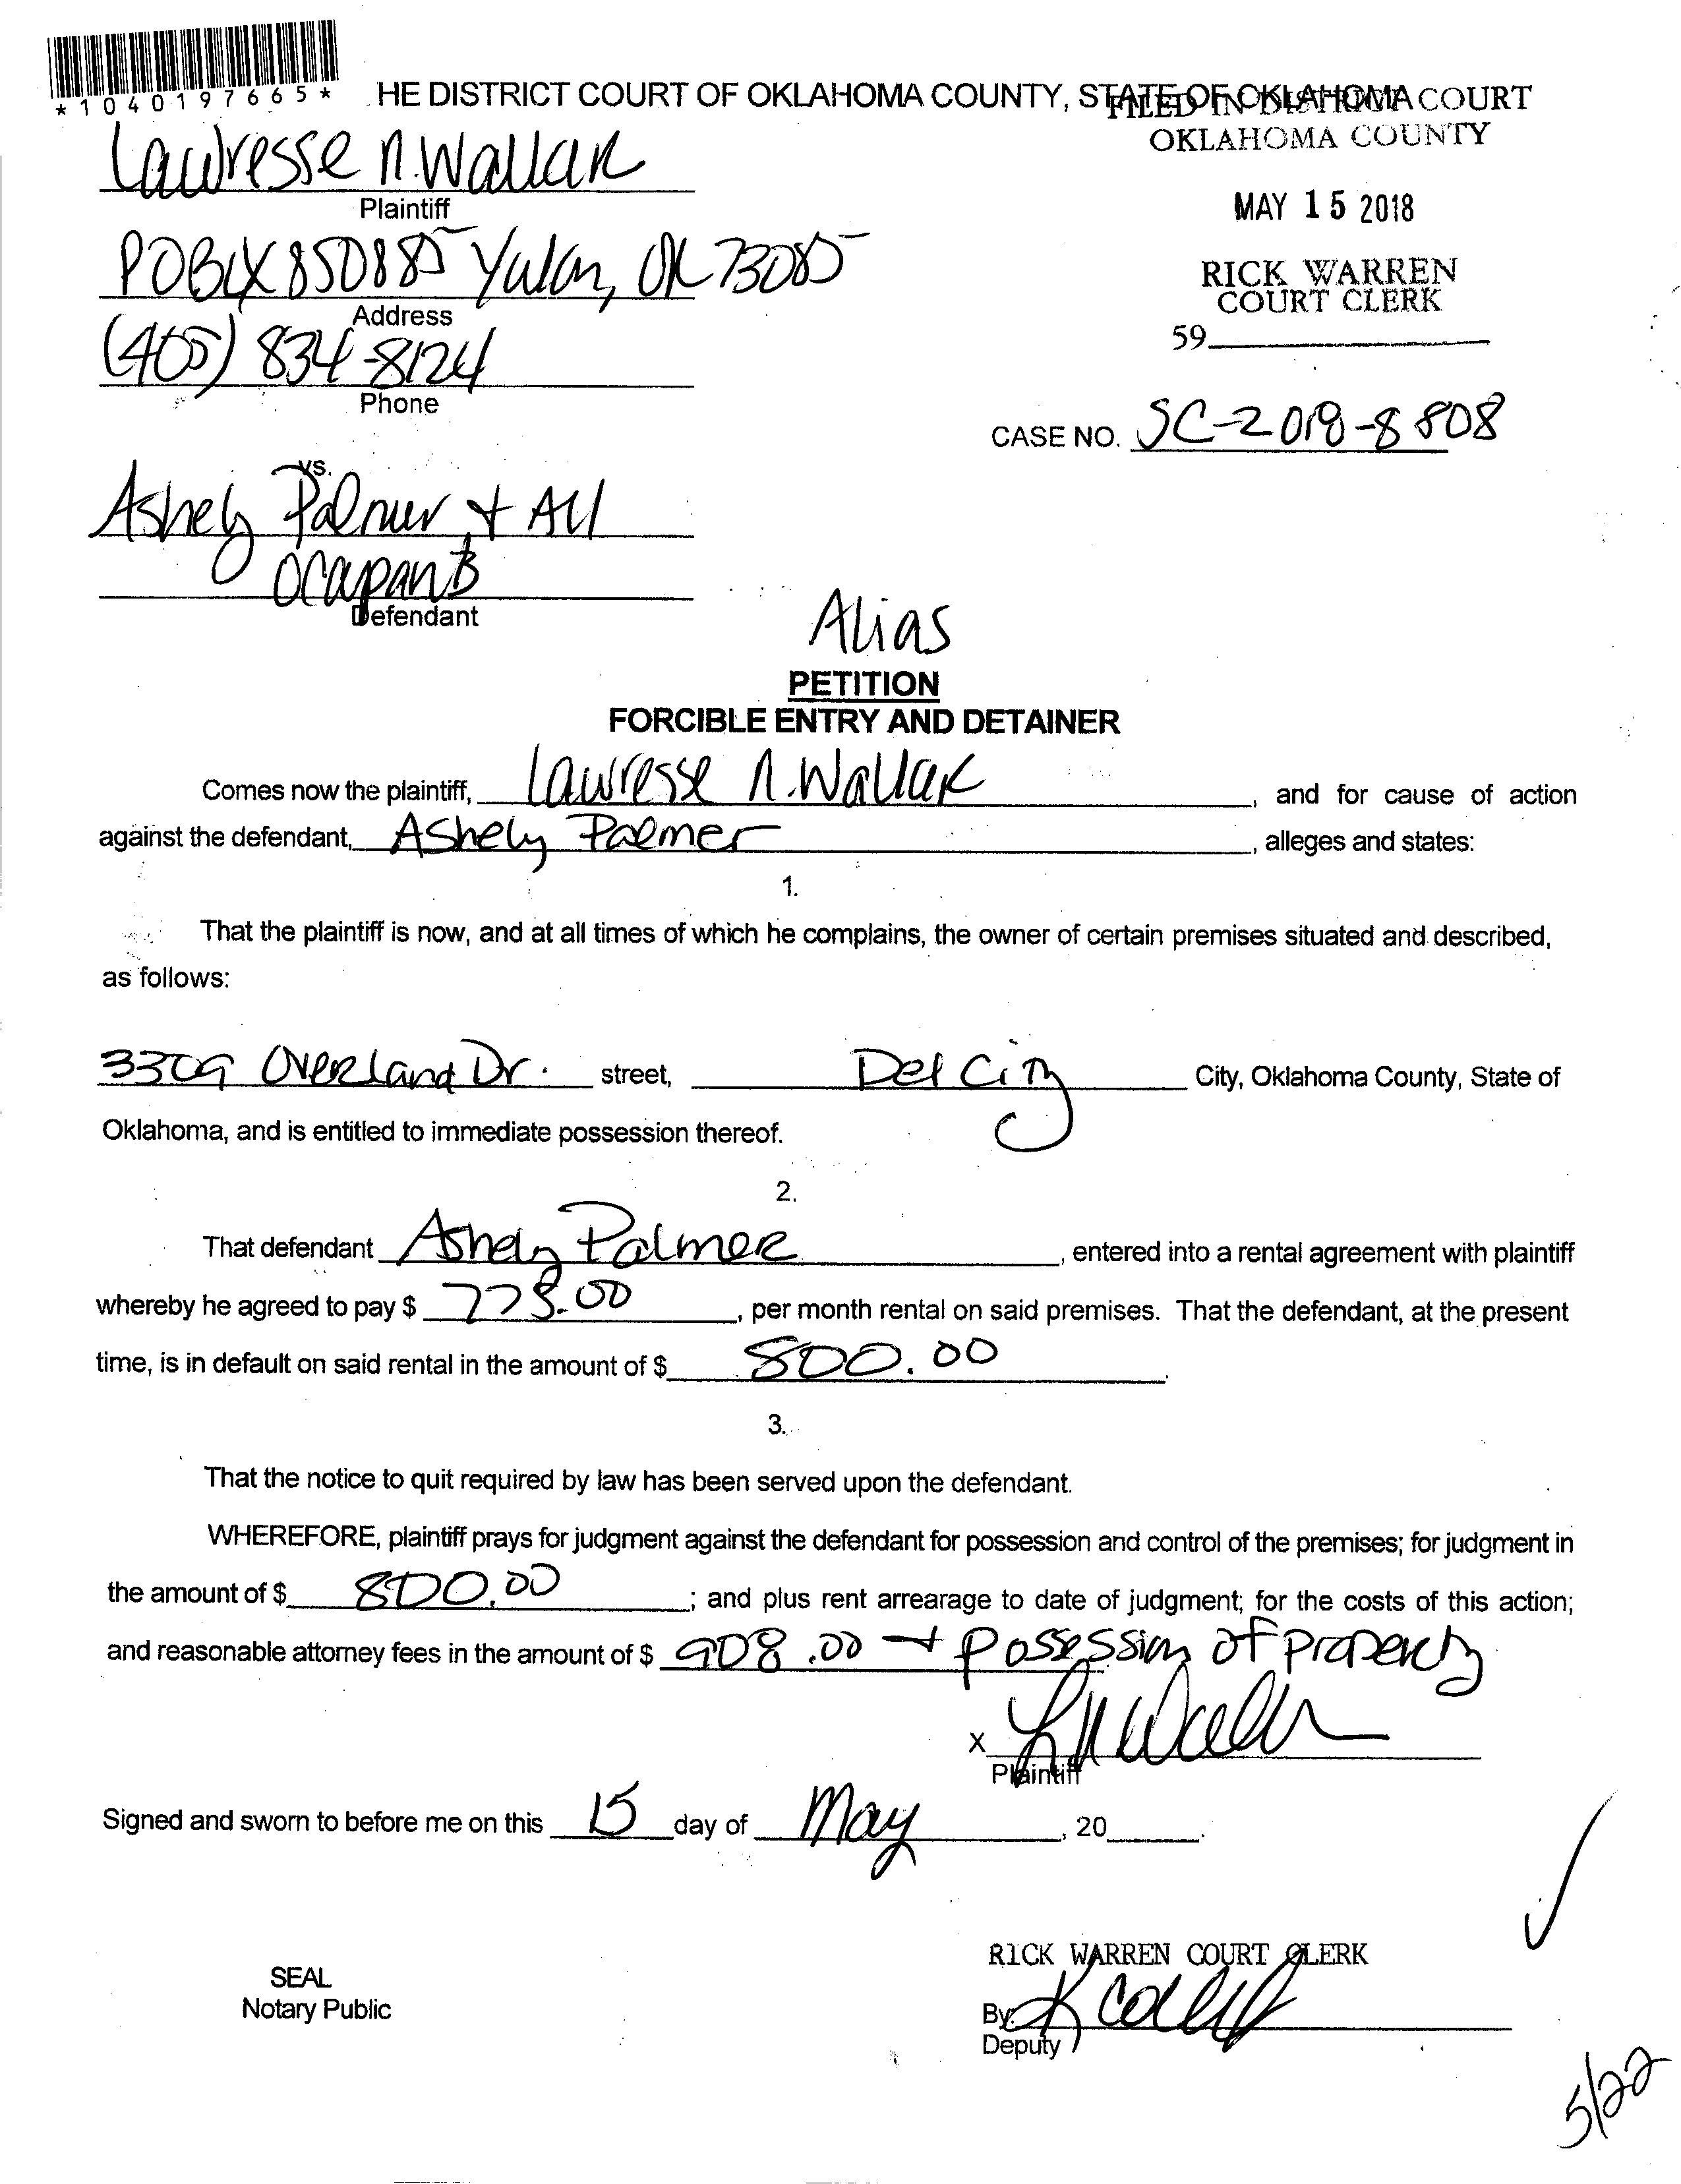 *1040197665*
HE DISTRICT COURT OF OKLAHOMA COUNTY, STATE OF OKLAHOMA
FILED IN DISTRICT COURT
OKLAHOMA COUNTY
MAY 15 2018
RICK WARREN
COURT CLERK
59
Lawresse N. Wallak
Plaintiff
PO BOX 850885 Yukon, OK 73085
Address
(405) 834-8124
Phone
CASE NO. SC-2018-8808
vs.
Ashely Palmer + All
Ocupants
Defendant
Alias
PETITION
FORCIBLE ENTRY AND DETAINER
Comes now the plaintiff, Lawresse N. Wallak, and for cause of action
against the defendant, Ashely Palmer, alleges and states:
1.
That the plaintiff is now, and at all times of which he complains, the owner of certain premises situated and described,
as follows:
3309 Overland Dr. street, Del City City, Oklahoma County, State of
Oklahoma, and is entitled to immediate possession thereof.
2.
That defendant Ashely Palmer, entered into a rental agreement with plaintiff
whereby he agreed to pay $ 775.00, per month rental on said premises. That the defendant, at the present
time, is in default on said rental in the amount of $ 800.00.
3.
That the notice to quit required by law has been served upon the defendant.
WHEREFORE, plaintiff prays for judgment against the defendant for possession and control of the premises; for judgment in
the amount of $ 800.00; and plus rent arrearage to date of judgment; for the costs of this action;
and reasonable attorney fees in the amount of $ 908.00 + Possession of property
X
Plaintiff
Signed and sworn to before me on this 15 day of May, 20.
RICK WARREN COURT CLERK
SEAL
Notary Public
By:
Deputy
5/22